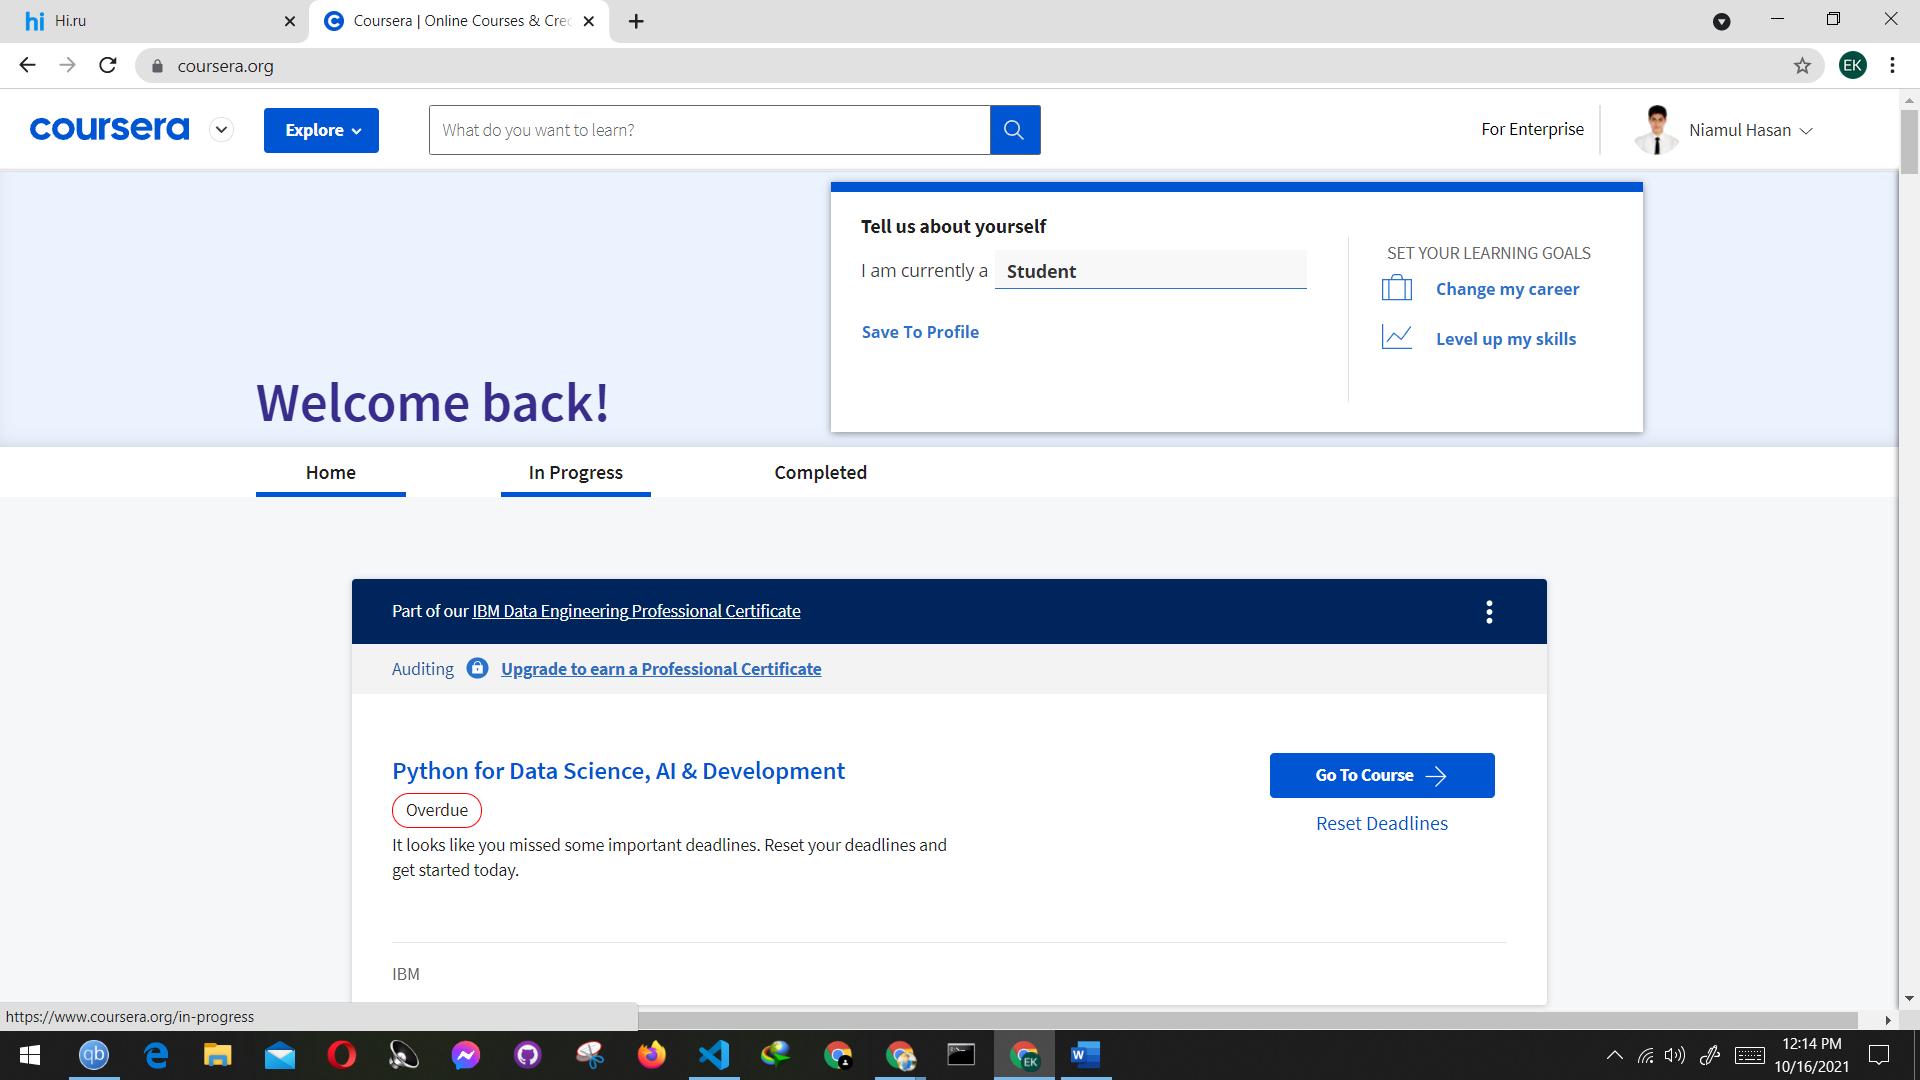 hi Hi.ru
Coursera | Online Courses & Cre
coursera.org
EK
coursera
Explore
What do you want to learn?
For Enterprise
Niamul Hasan
Tell us about yourself
I am currently a Student
Save To Profile
SET YOUR LEARNING GOALS
Change my career
Level up my skills
Welcome back!
Home
In Progress
Completed
Part of our IBM Data Engineering Professional Certificate
Auditing Upgrade to earn a Professional Certificate
Python for Data Science, AI & Development
Overdue
It looks like you missed some important deadlines. Reset your deadlines and
get started today.
Go To Course
Reset Deadlines
IBM
https://www.coursera.org/in-progress
qb
EK
W
12:14 PM
10/16/2021